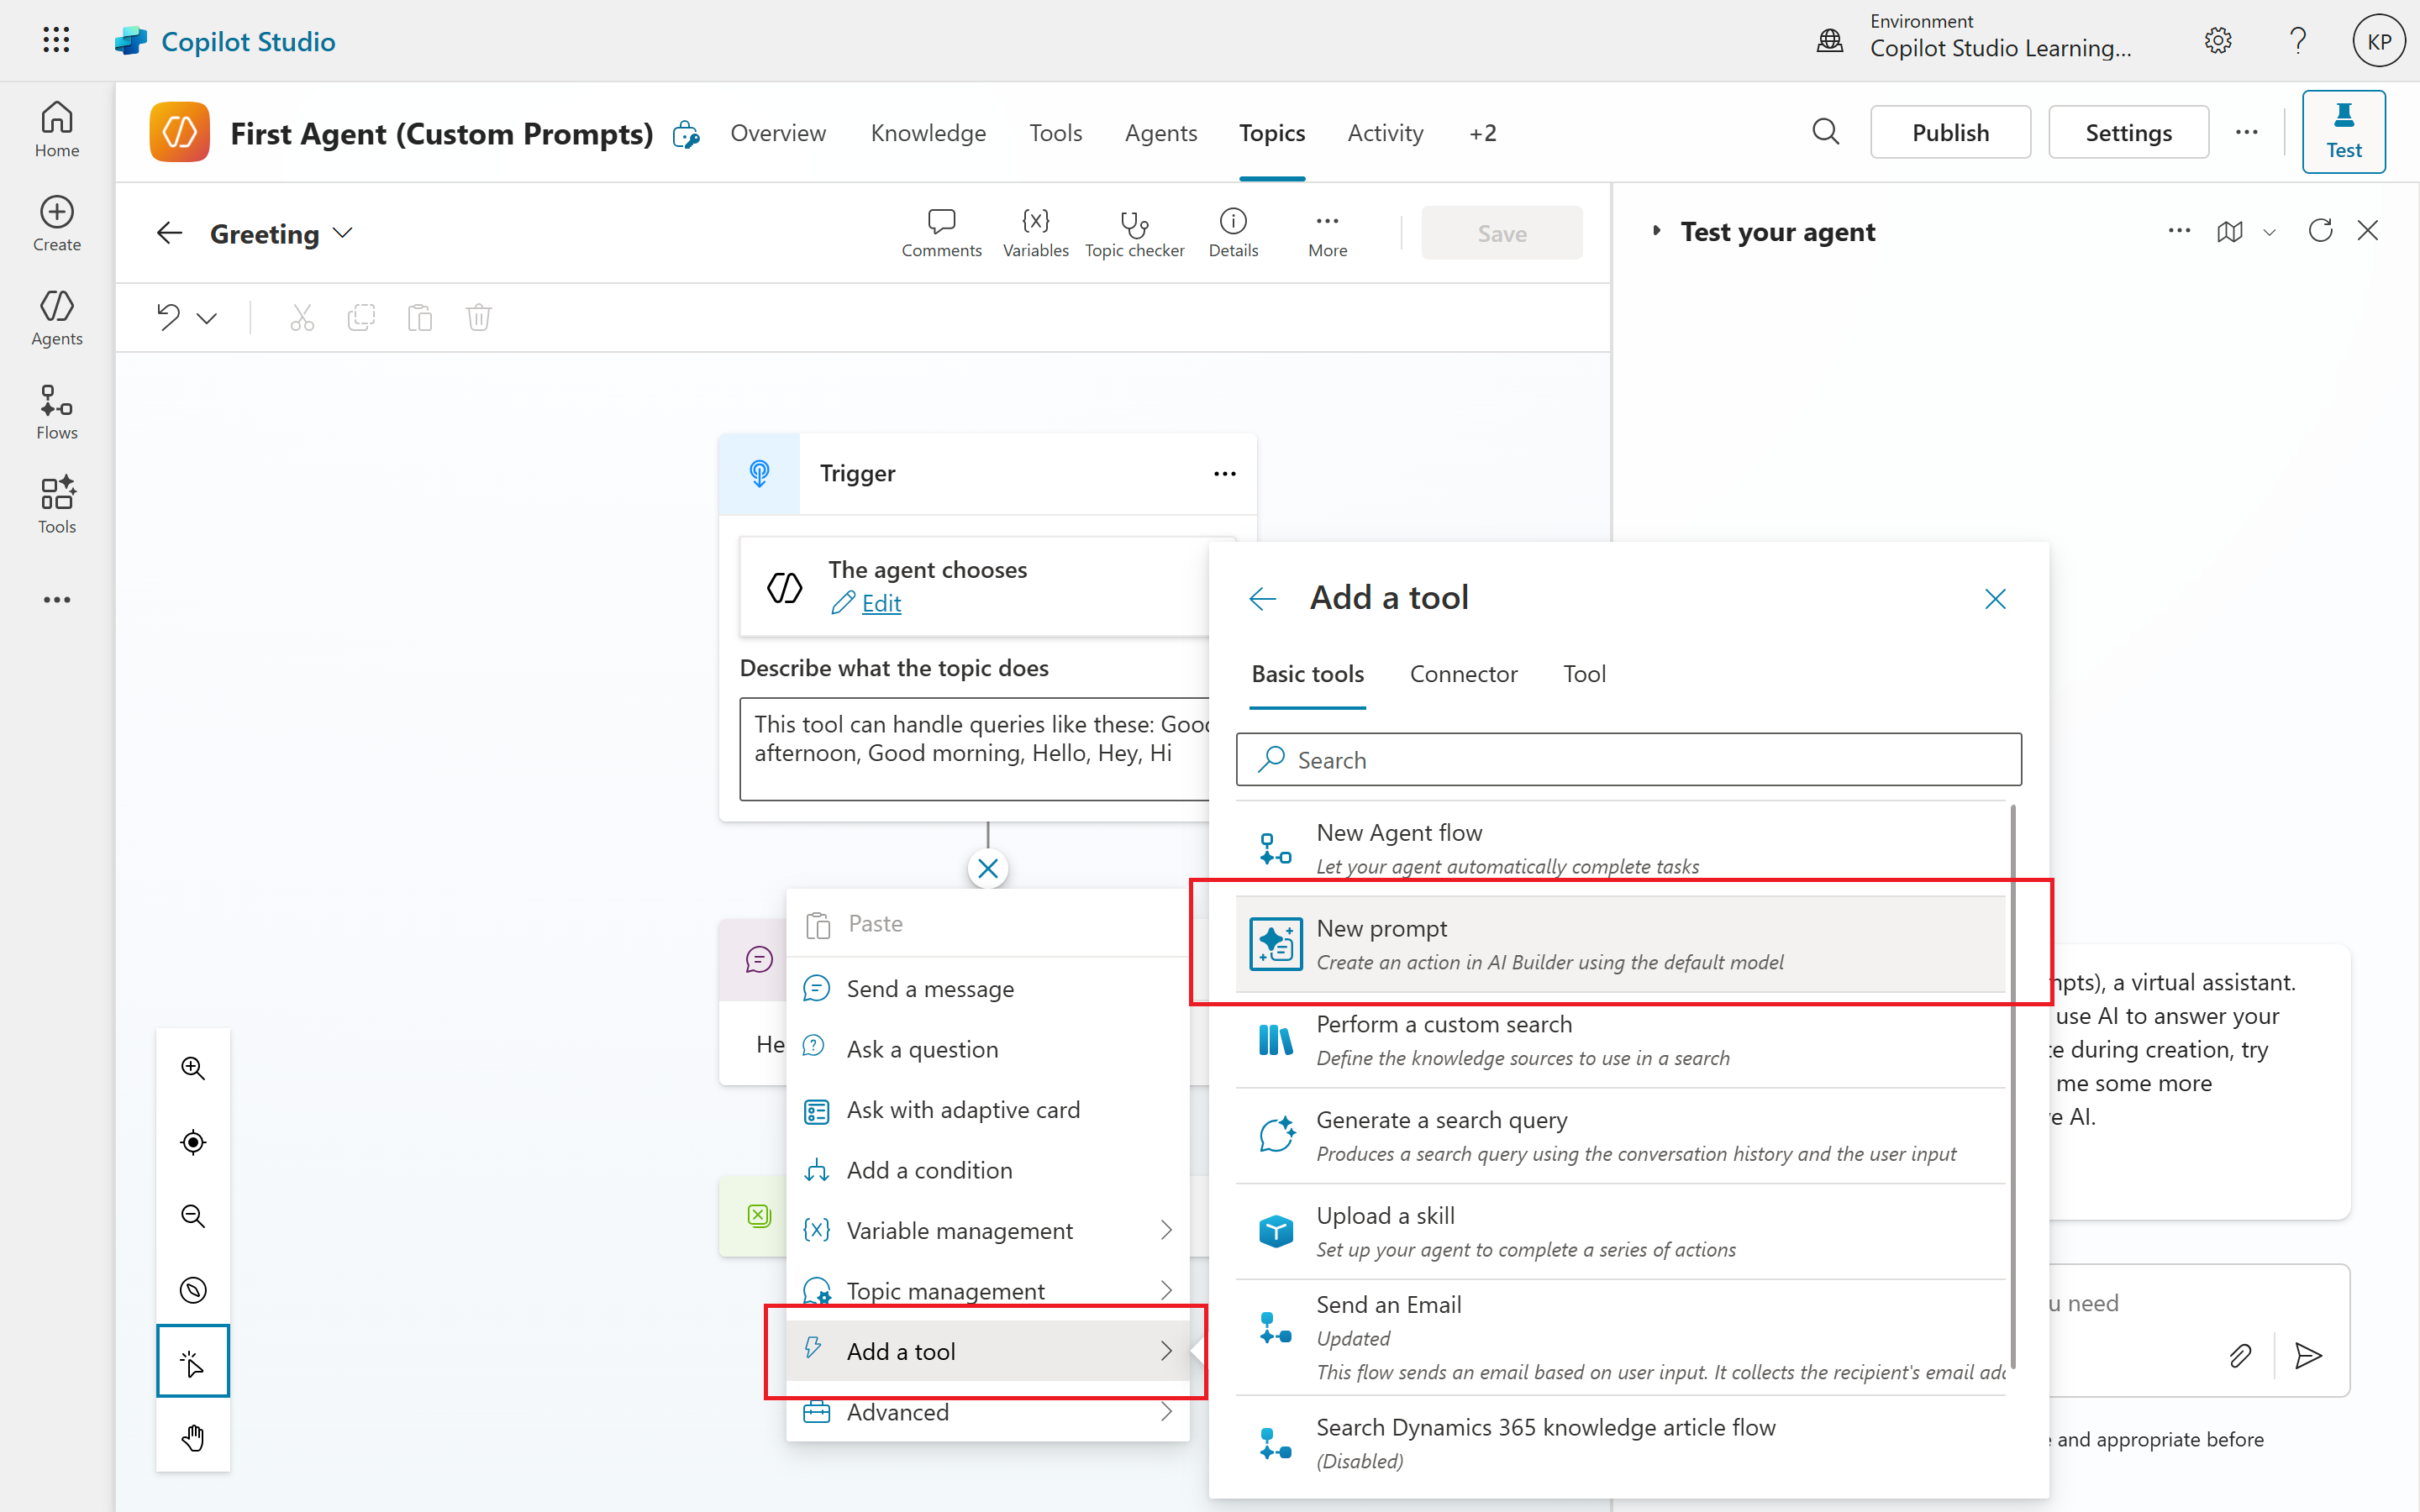 Copilot Studio
Environment
Copilot Studio Learning...
KP
Home
Create
Agents
Flows
Tools
First Agent (Custom Prompts)
Overview
Knowledge
Tools
Agents
Topics
Activity
+2
Publish
Settings
Test
Greeting
Comments
Variables
Topic checker
Details
More
Save
Test your agent
Trigger
The agent chooses
Edit
Describe what the topic does
This tool can handle queries like these: Good
afternoon, Good morning, Hello, Hey, Hi
He
Paste
Send a message
Ask a question
Ask with adaptive card
Add a condition
Variable management
Topic management
Add a tool
Advanced
Add a tool
Basic tools
Connector
Tool
Search
New Agent flow
Let your agent automatically complete tasks
New prompt
Create an action in AI Builder using the default model
Perform a custom search
Define the knowledge sources to use in a search
Generate a search query
Produces a search query using the conversation history and the user input
Upload a skill
Set up your agent to complete a series of actions
Send an Email
Updated
This flow sends an email based on user input. It collects the recipient's email add
Search Dynamics 365 knowledge article flow
(Disabled)
mpts), a virtual assistant.
use AI to answer your
during creation, try
me some more
AI.
need
and appropriate before